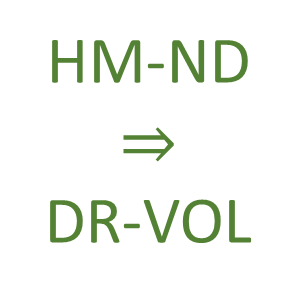 HM-ND
⇒
DR-VOL